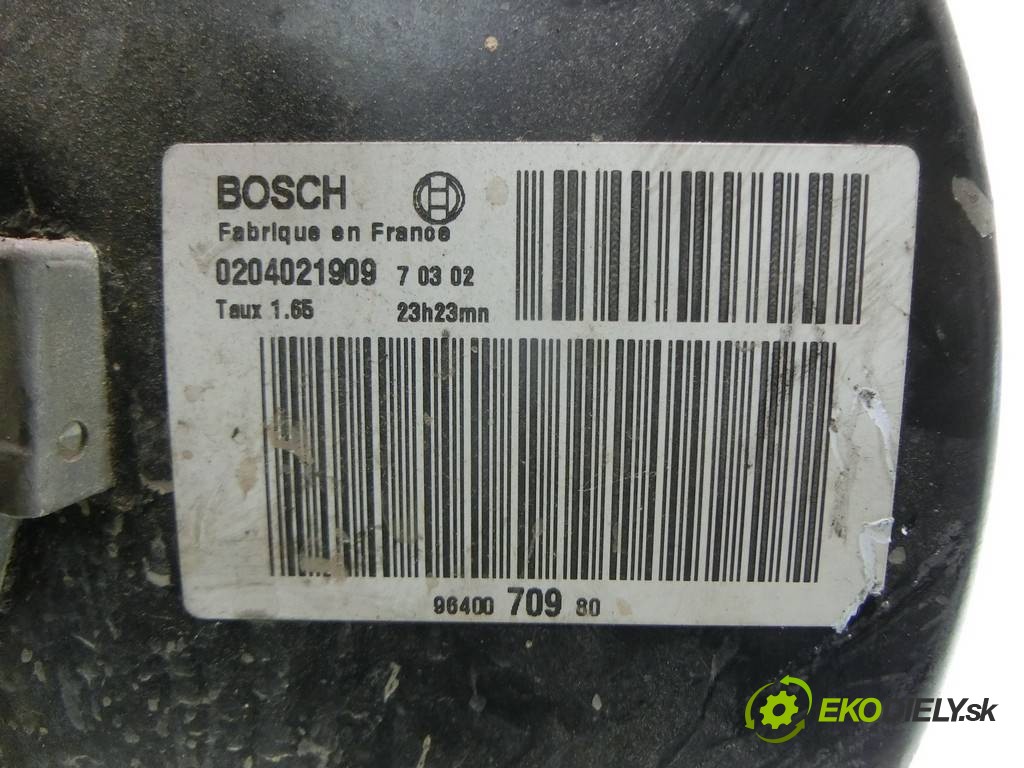 BOSCH
Fabrique en France
0204021909 7 03 02
Taux 1.65 23h23mn
96400 709 80
EKODIELY.sk